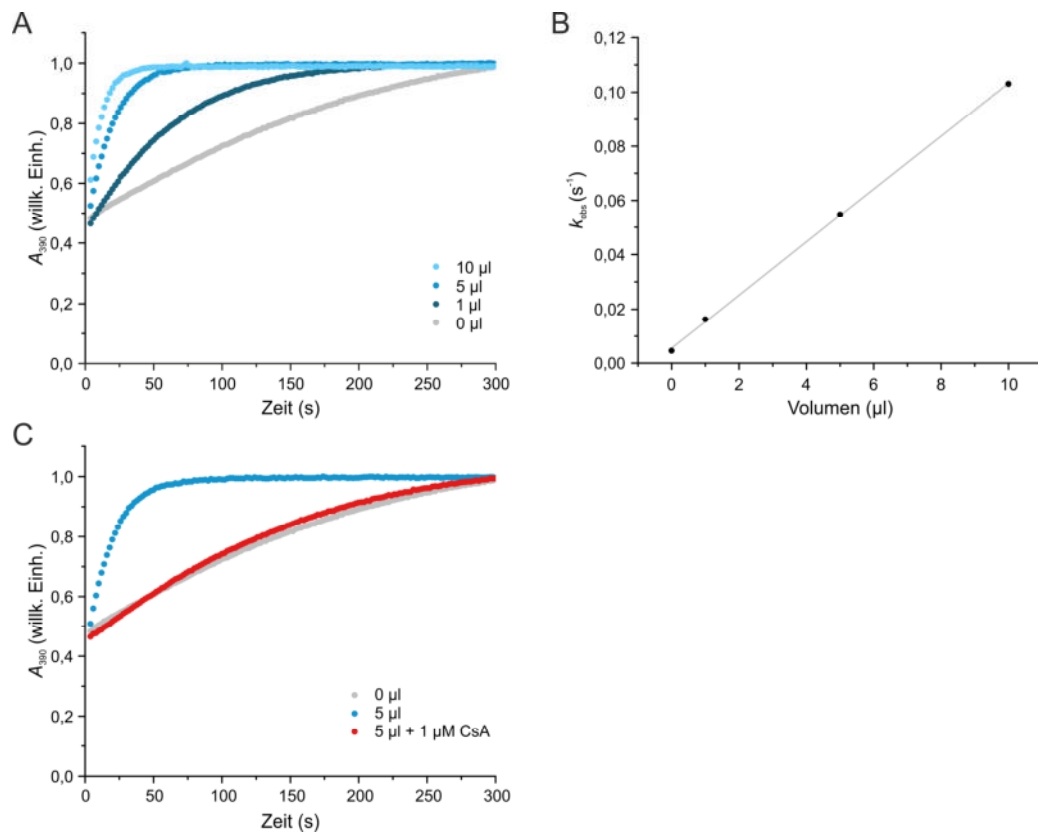 A
1,0
0,8
0,6
0,4
0,2
0,0
A390 (willk. Einh.)
0 50 100 150 200 250 300
Zeit (s)
10 µl
5 µl
1 µl
0 µl
B
0,12
0,10
0,08
0,06
0,04
0,02
0,00
kobs (s-1)
0 2 4 6 8 10
Volumen (µl)
C
1,0
0,8
0,6
0,4
0,2
0,0
A390 (willk. Einh.)
0 50 100 150 200 250 300
Zeit (s)
0 µl
5 µl
5 µl + 1 µM CsA